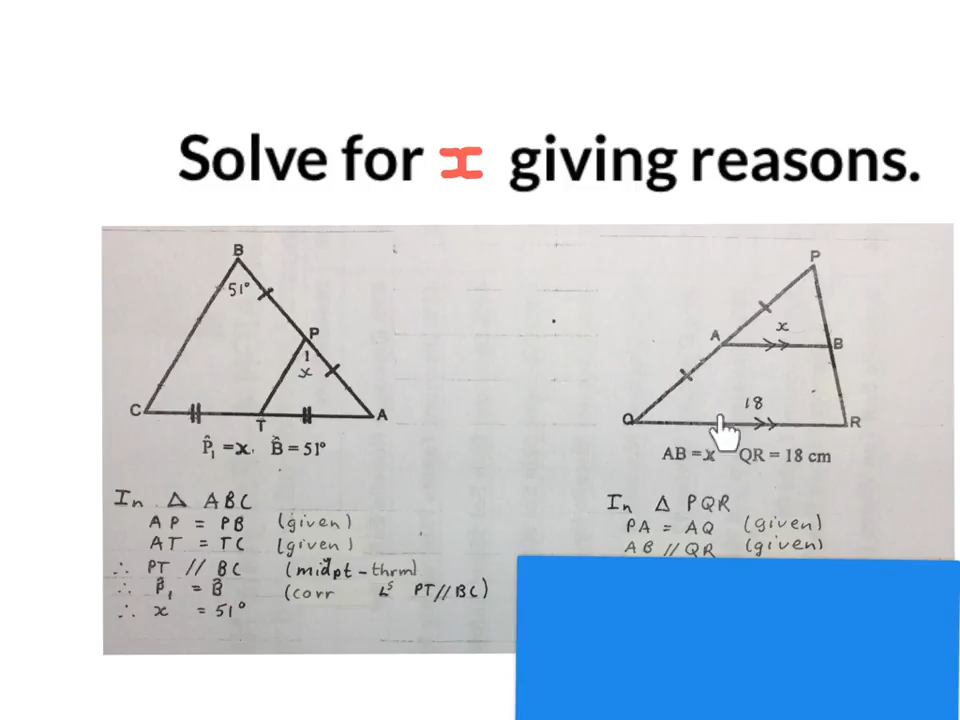 Solve for x giving reasons.
B
51°
P
1
x
C
T
A
P̂₁ = x, B̂ = 51°
In Δ ABC
AP = PB (given)
AT = TC (given)
∴ PT // BC (midpt - thrm)
∴ P̂₁ = B̂ (corr ∠s PT//BC)
∴ x = 51°
P
x
A
B
18
Q
R
AB = x QR = 18 cm
In Δ PQR
PA = AQ (given)
AB // QR (given)